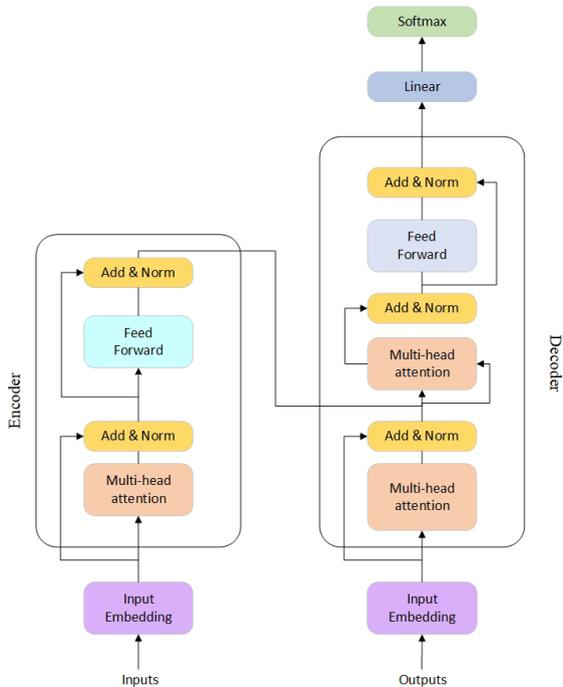 Softmax
Linear
Add & Norm
Feed
Forward
Add & Norm
Multi-head
attention
Add & Norm
Multi-head
attention
Input
Embedding
Outputs
Decoder
Add & Norm
Feed
Forward
Add & Norm
Multi-head
attention
Input
Embedding
Inputs
Encoder